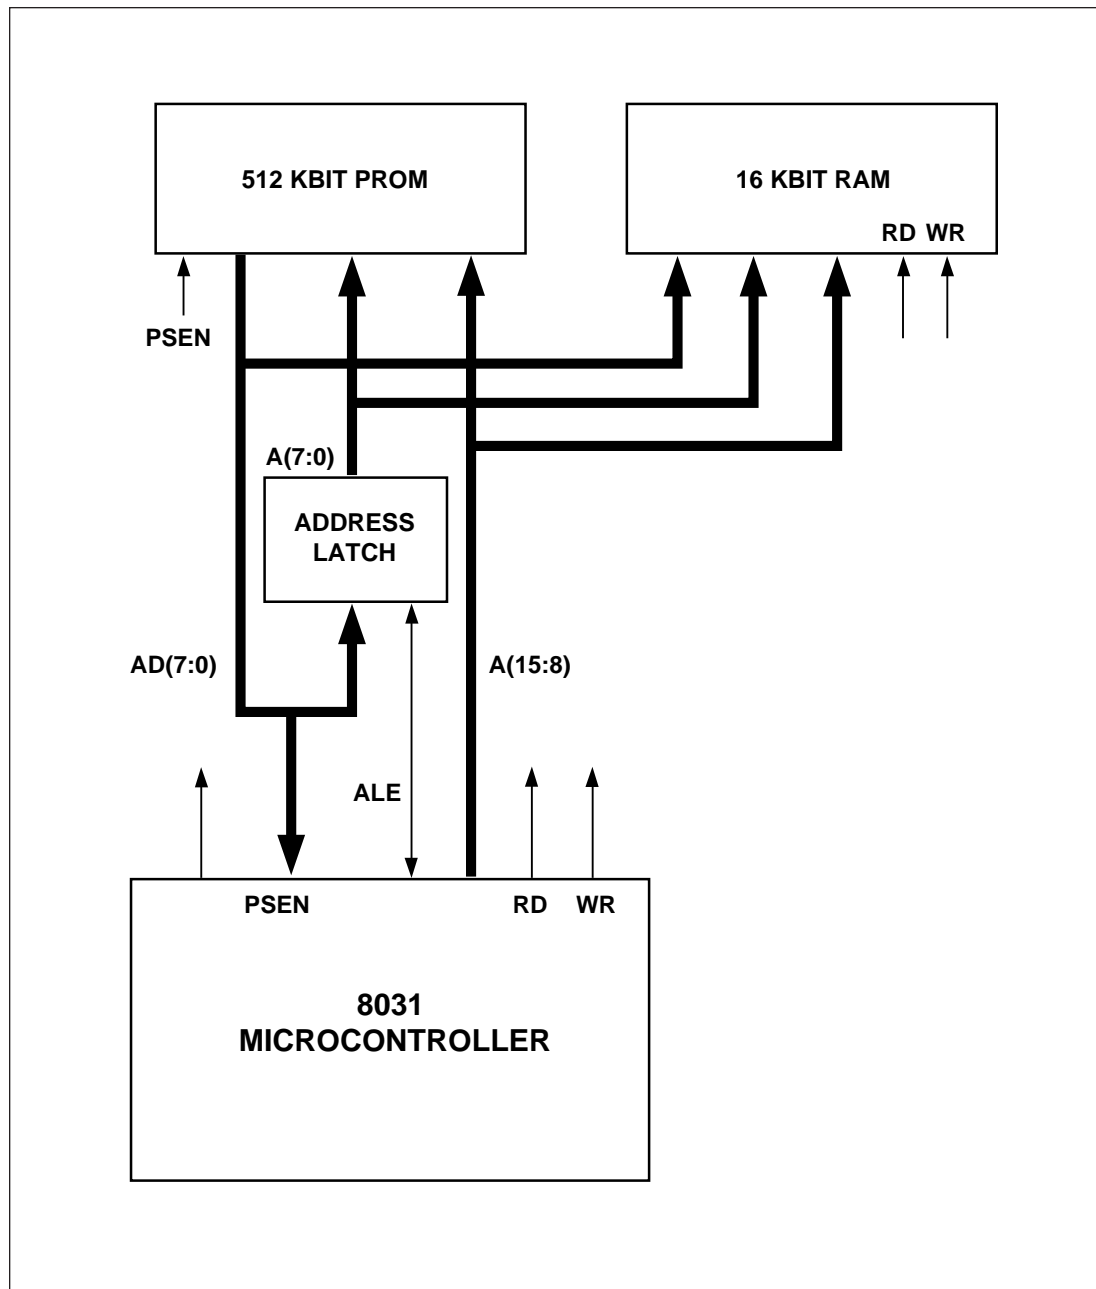 512 KBIT PROM
16 KBIT RAM
RD WR
PSEN
A(7:0)
ADDRESS
LATCH
AD(7:0)
A(15:8)
ALE
PSEN
RD
WR
8031
MICROCONTROLLER